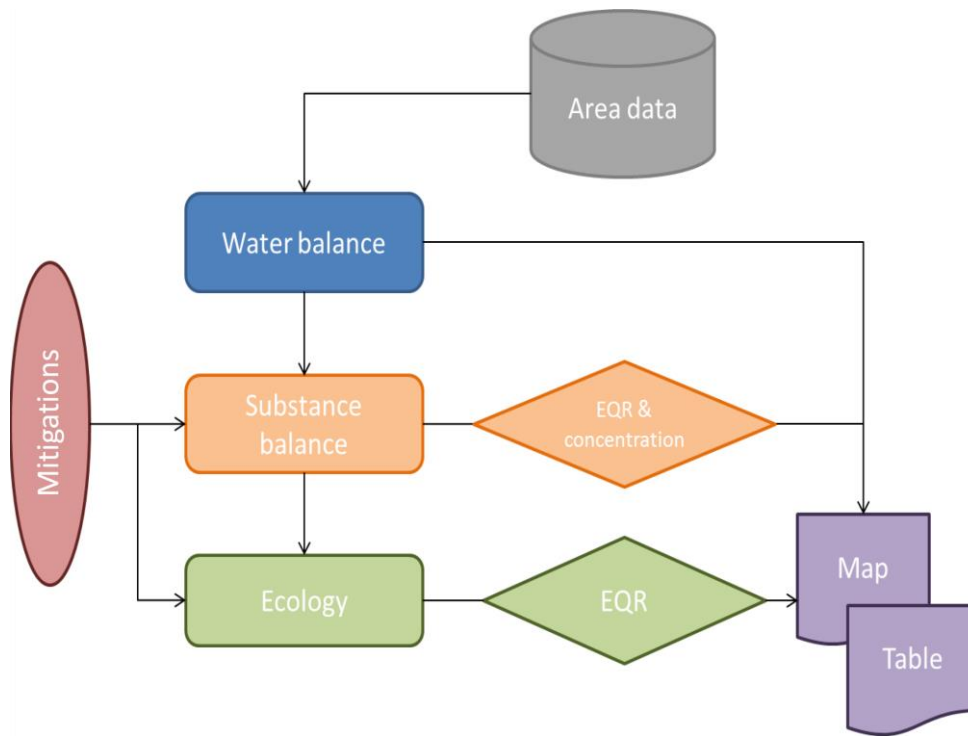 Area data
Water balance
Mitigations
Substance
balance
EQR &
concentration
Ecology
EQR
Map
Table